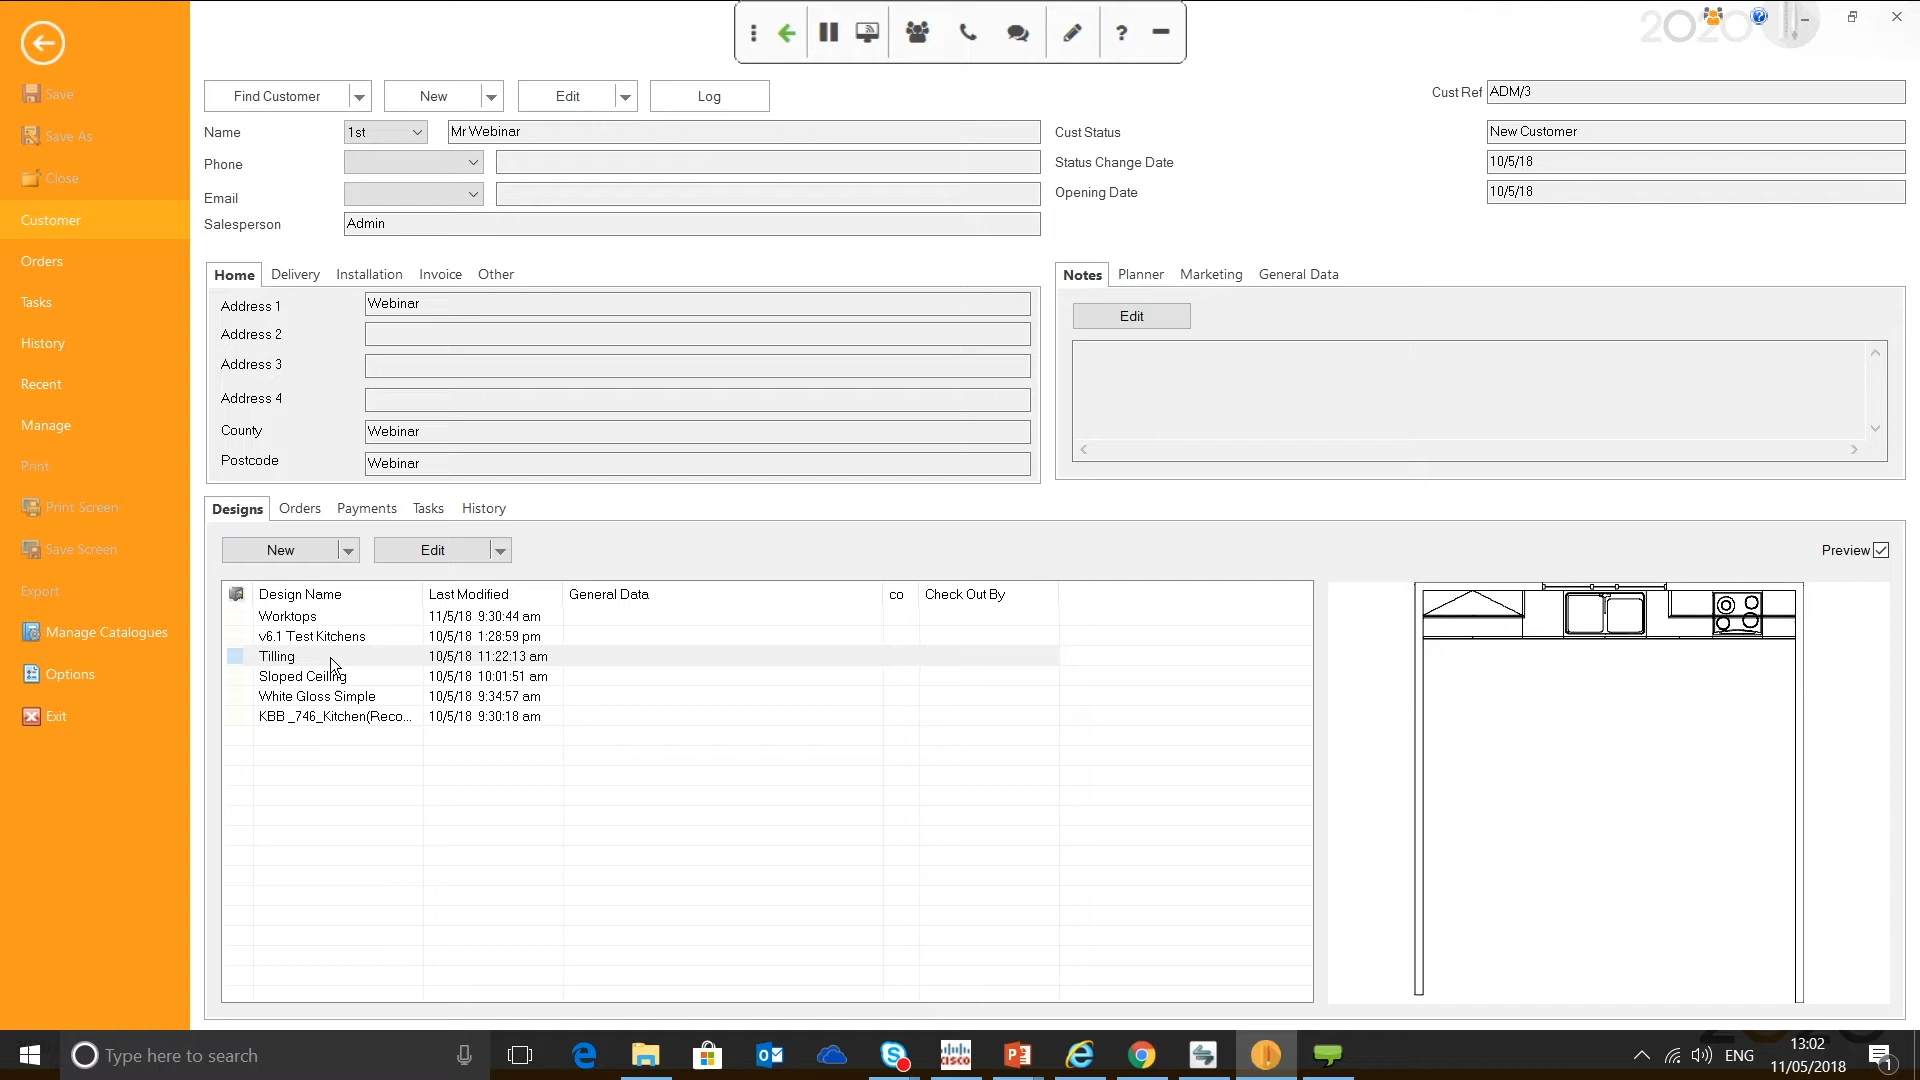 2020
?
Save
Save As
Close
Customer
Orders
Tasks
History
Recent
Manage
Print
Print Screen
Save Screen
Export
Manage Catalogues
Options
Exit
Find Customer
New
Edit
Log
Cust Ref
ADM/3
Name
1st
Mr Webinar
Cust Status
New Customer
Phone
Status Change Date
10/5/18
Email
Opening Date
10/5/18
Salesperson
Admin
Home
Delivery
Installation
Invoice
Other
Address 1
Webinar
Address 2
Address 3
Address 4
County
Webinar
Postcode
Webinar
Notes
Planner
Marketing
General Data
Edit
Designs
Orders
Payments
Tasks
History
New
Edit
Preview
Design Name Last Modified General Data co Check Out By
Worktops 11/5/18 9:30:44 am
v6.1 Test Kitchens 10/5/18 1:28:59 pm
Tilling 10/5/18 11:22:13 am
Sloped Ceiling 10/5/18 10:01:51 am
White Gloss Simple 10/5/18 9:34:57 am
KBB_746_Kitchen(Reco... 10/5/18 9:30:18 am
Type here to search
CISCO
ENG
13:02
11/05/2018
1